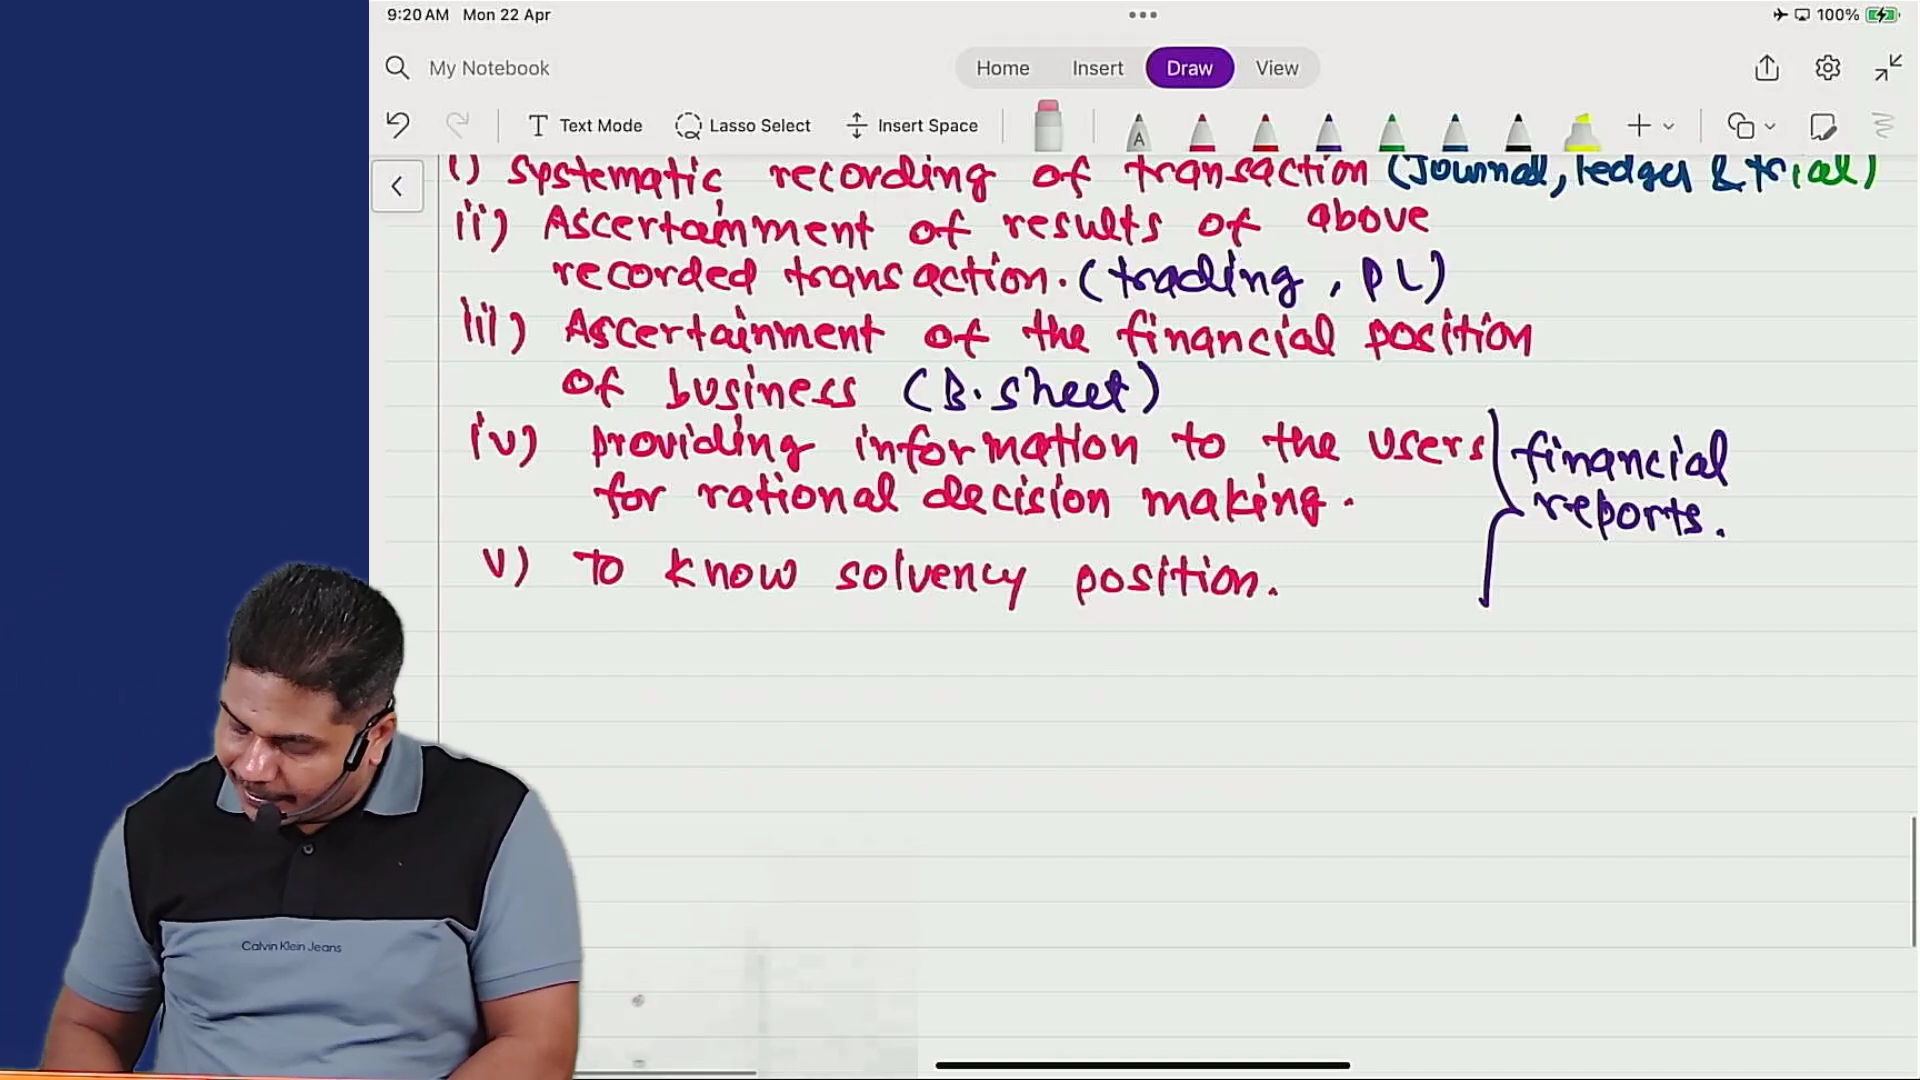 9:20 AM Mon 22 Apr
100%
My Notebook
Home Insert Draw View
Text Mode Lasso Select Insert Space
A
i) Systematic recording of transaction (Journal, ledger & trial)
ii) Ascertainment of results of above
recorded transaction. (trading, PL)
iii) Ascertainment of the financial position
of business (B. sheet)
iv) providing information to the users
for rational decision making.
financial
reports.
v) To know solvency position.
Calvin Klein Jeans